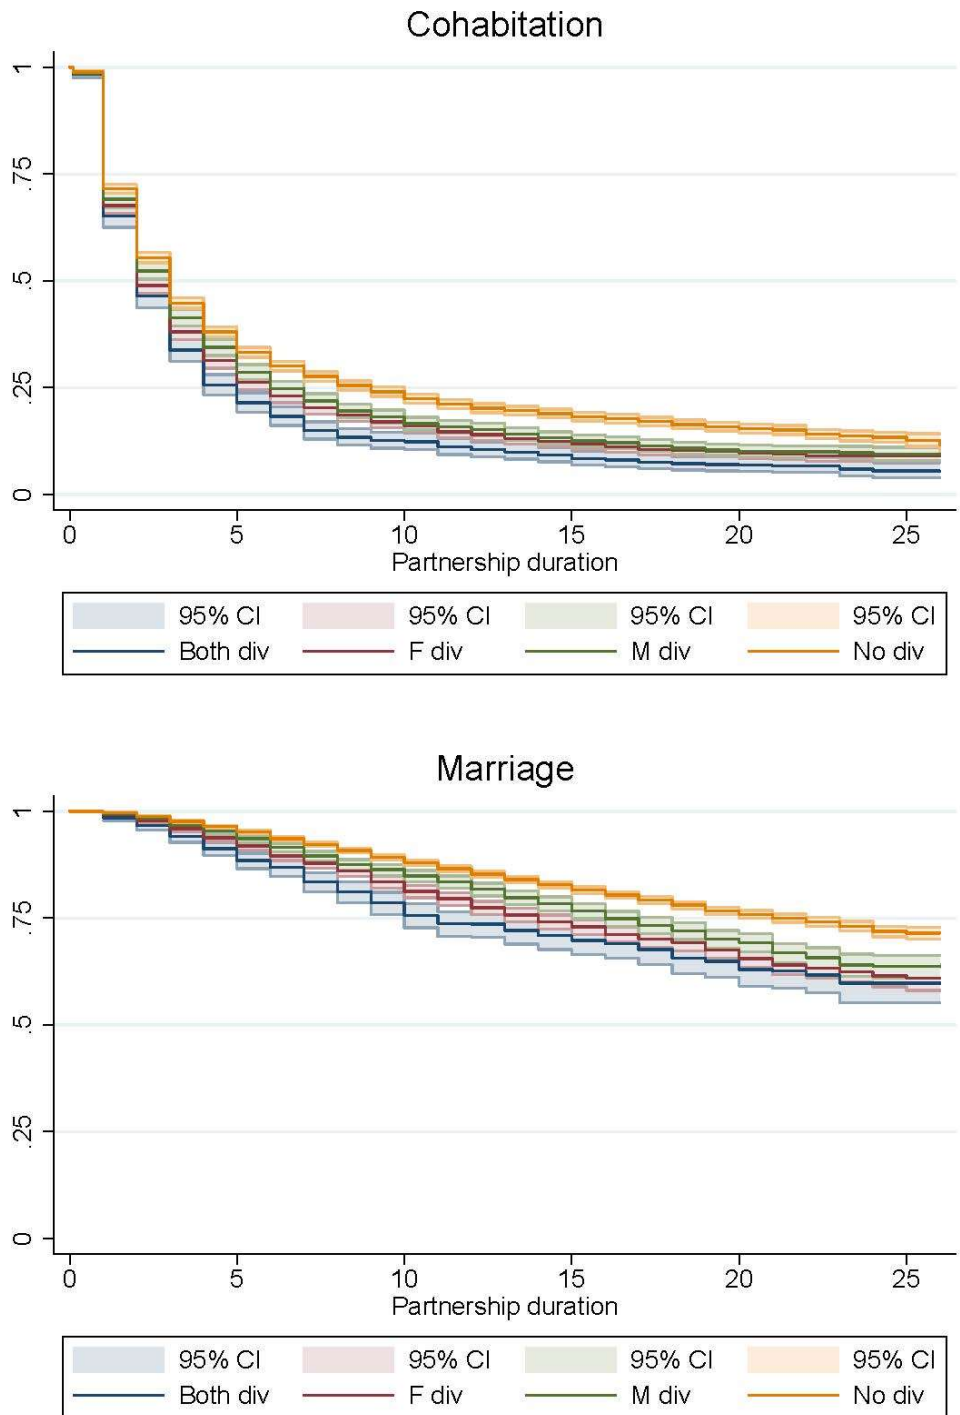 Cohabitation
1
.75
.5
.25
0
0 5 10 15 20 25
Partnership duration
95% CI 95% CI 95% CI 95% CI
Both div F div M div No div
Marriage
1
.75
.5
.25
0
0 5 10 15 20 25
Partnership duration
95% CI 95% CI 95% CI 95% CI
Both div F div M div No div